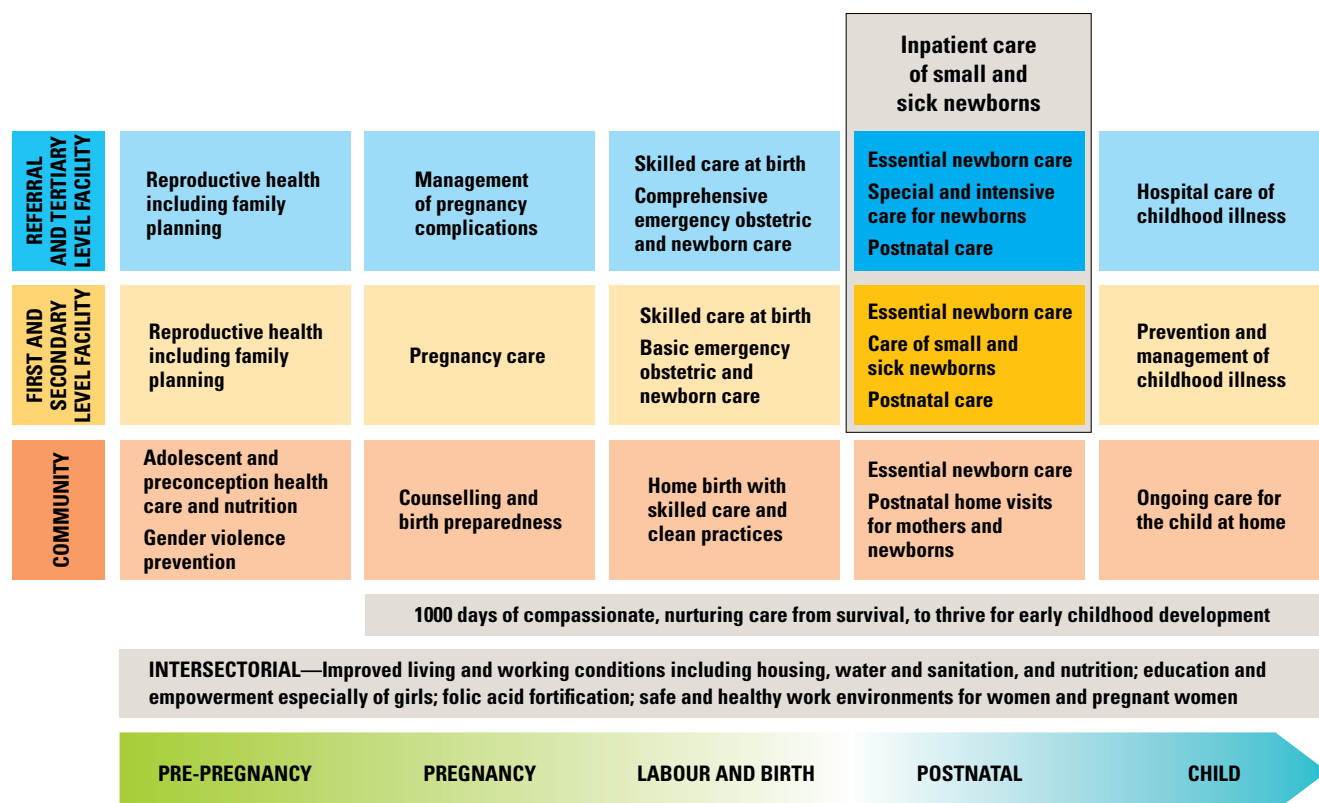 Inpatient care
of small and
sick newborns
REFERRAL
AND TERTIARY
LEVEL FACILITY
Reproductive health
including family
planning
Management
of pregnancy
complications
Skilled care at birth
Comprehensive
emergency obstetric
and newborn care
Essential newborn care
Special and intensive
care for newborns
Postnatal care
Hospital care of
childhood illness
FIRST AND
SECONDARY
LEVEL FACILITY
Reproductive health
including family
planning
Pregnancy care
Skilled care at birth
Basic emergency
obstetric and
newborn care
Essential newborn care
Care of small and
sick newborns
Postnatal care
Prevention and
management of
childhood illness
COMMUNITY
Adolescent and
preconception health
care and nutrition
Gender violence
prevention
Counselling and
birth preparedness
Home birth with
skilled care and
clean practices
Essential newborn care
Postnatal home visits
for mothers and
newborns
Ongoing care for
the child at home
1000 days of compassionate, nurturing care from survival, to thrive for early childhood development
INTERSECTORIAL—Improved living and working conditions including housing, water and sanitation, and nutrition; education and
empowerment especially of girls; folic acid fortification; safe and healthy work environments for women and pregnant women
PRE-PREGNANCY
PREGNANCY
LABOUR AND BIRTH
POSTNATAL
CHILD